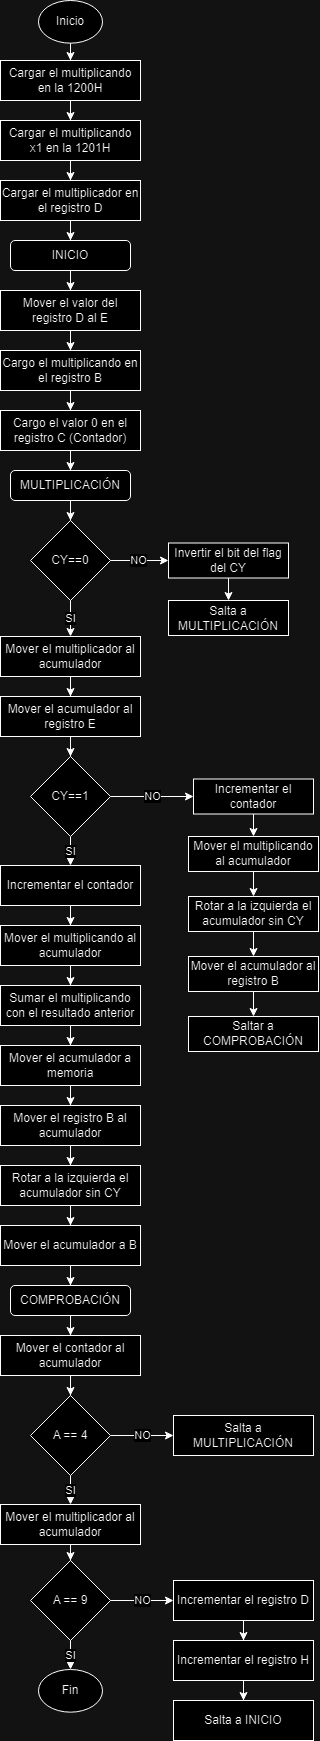 Inicio
Cargar el multiplicando
en la 1200H
Cargar el multiplicando
x1 en la 1201H
Cargar el multiplicador en
el registro D
INICIO
Mover el valor del
registro D al E
Cargo el multiplicando en
el registro B
Cargo el valor 0 en el
registro C (Contador)
MULTIPLICACIÓN
CY==0
NO
Invertir el bit del flag
del CY
Salta a
MULTIPLICACIÓN
SI
Mover el multiplicador al
acumulador
Mover el acumulador al
registro E
CY==1
NO
Incrementar el
contador
Mover el multiplicando
al acumulador
Rotar a la izquierda el
acumulador sin CY
Mover el acumulador al
registro B
Saltar a
COMPROBACIÓN
SI
Incrementar el contador
Mover el multiplicando al
acumulador
Sumar el multiplicando
con el resultado anterior
Mover el acumulador a
memoria
Mover el registro B al
acumulador
Rotar a la izquierda el
acumulador sin CY
Mover el acumulador a B
COMPROBACIÓN
Mover el contador al
acumulador
A == 4
NO
Salta a
MULTIPLICACIÓN
SI
Mover el multiplicador al
acumulador
A == 9
NO
Incrementar el registro D
Incrementar el registro H
Salta a INICIO
SI
Fin